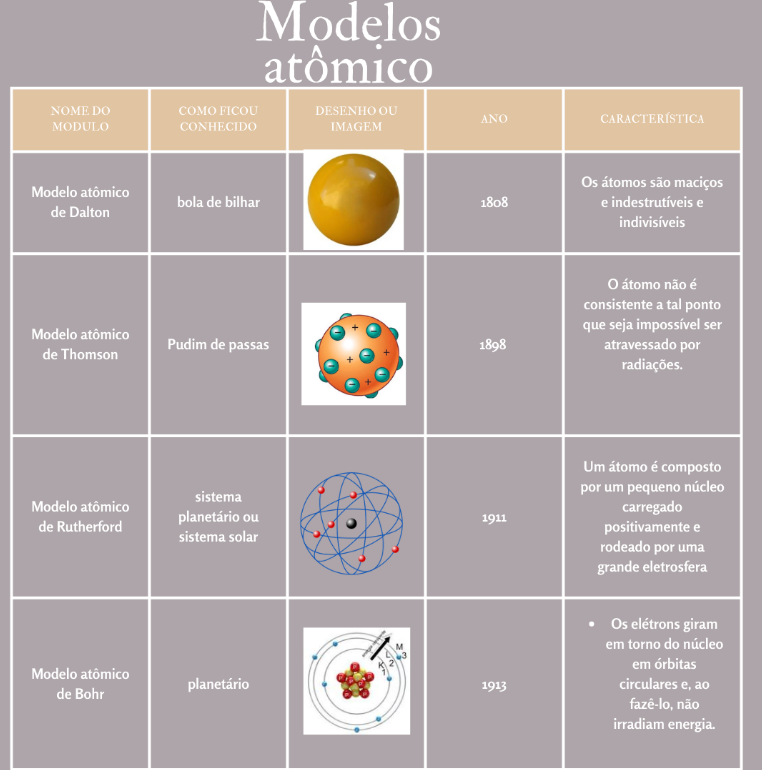 Modelos
atômico
NOME DO
MODULO
COMO FICOU
CONHECIDO
DESENHO OU
IMAGEM
ANO
CARACTERÍSTICA
Modelo atômico
de Dalton
bola de bilhar
1808
Os átomos são maciços
e indestrutíveis e
indivisíveis
Modelo atômico
de Thomson
Pudim de passas
1898
O átomo não é
consistente a tal ponto
que seja impossível ser
atravessado por
radiações.
Modelo atômico
de Rutherford
sistema
planetário ou
sistema solar
1911
Um átomo é composto
por um pequeno núcleo
carregado
positivamente e
rodeado por uma
grande eletrosfera
Modelo atômico
de Bohr
planetário
K L M
1 2 3
1913
• Os elétrons giram
em torno do núcleo
em órbitas
circulares e, ao
fazê-lo, não
irradiam energia.